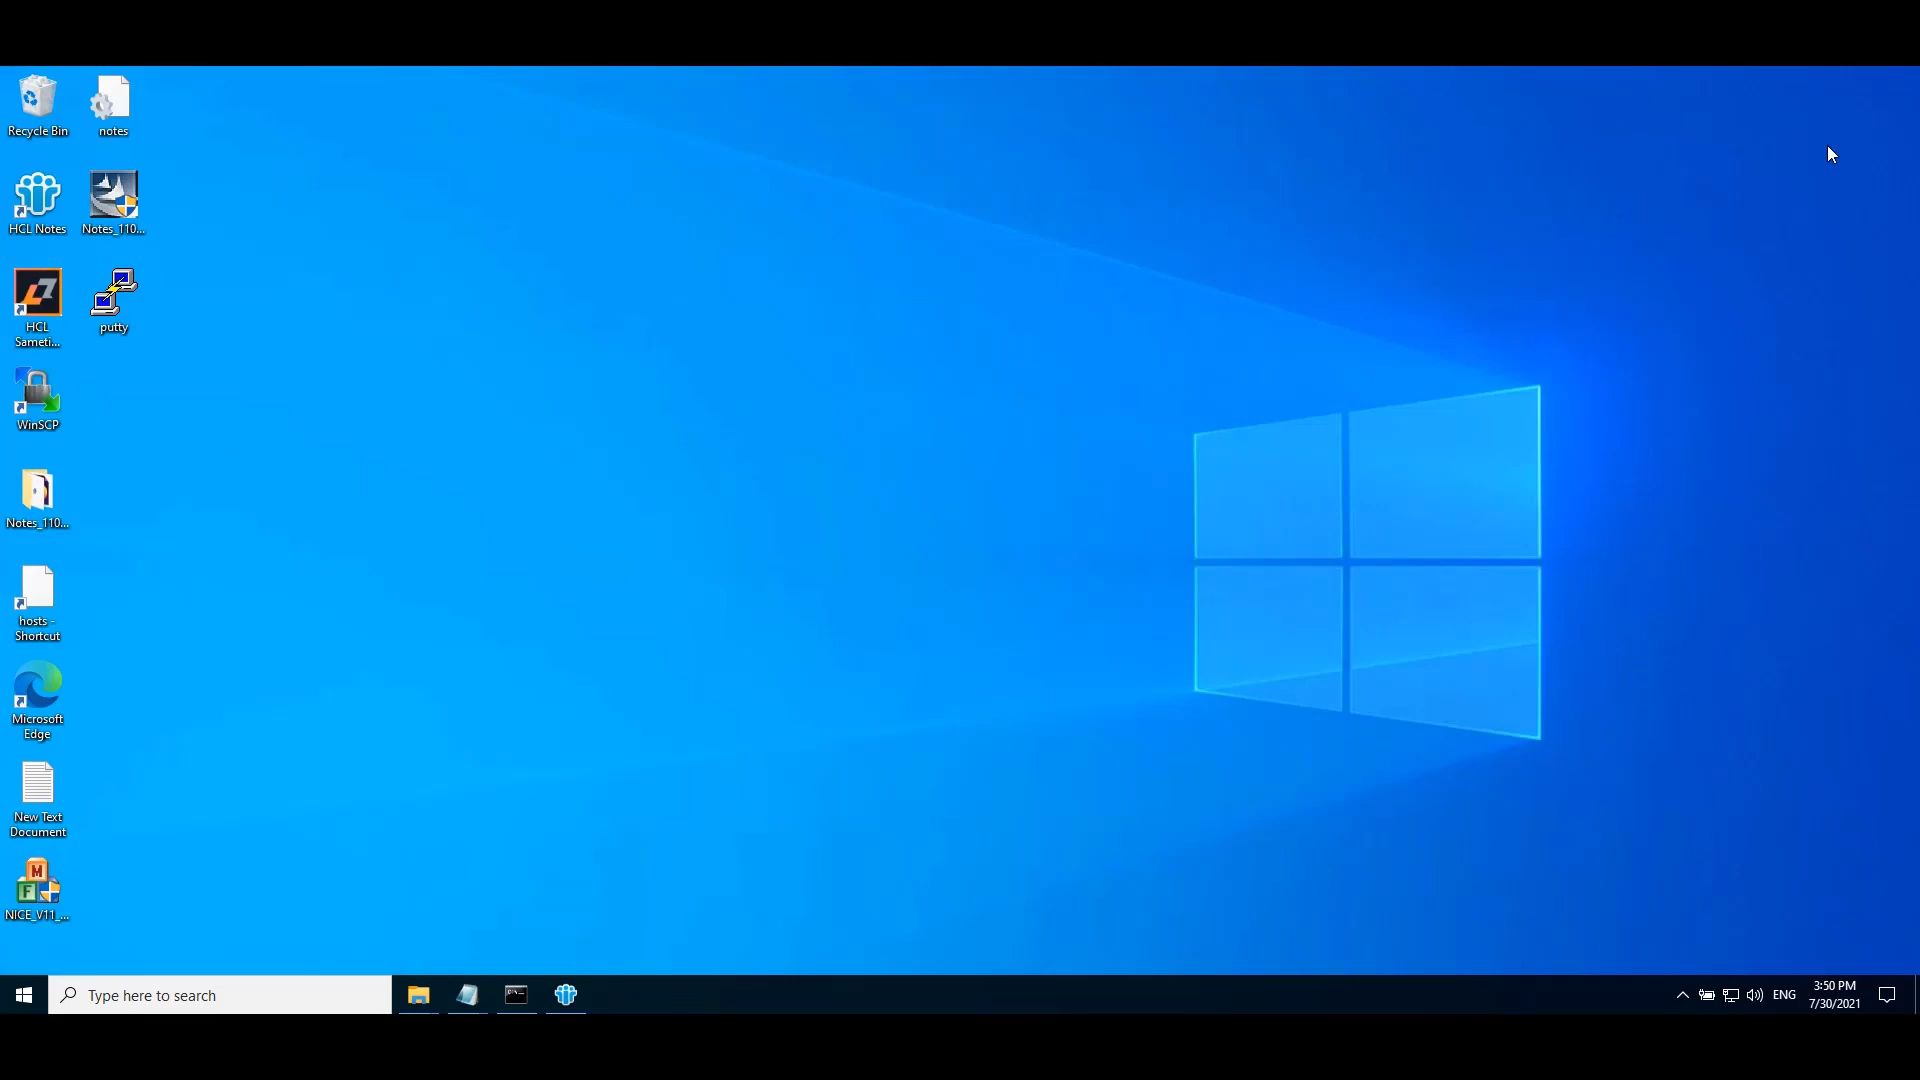 Recycle Bin
notes
HCL Notes
Notes_110...
HCL
Sameti...
putty
WinSCP
Notes_110...
hosts -
Shortcut
Microsoft
Edge
New Text
Document
M
F
NICE_V11_...
Type here to search
ENG
3:50 PM
7/30/2021